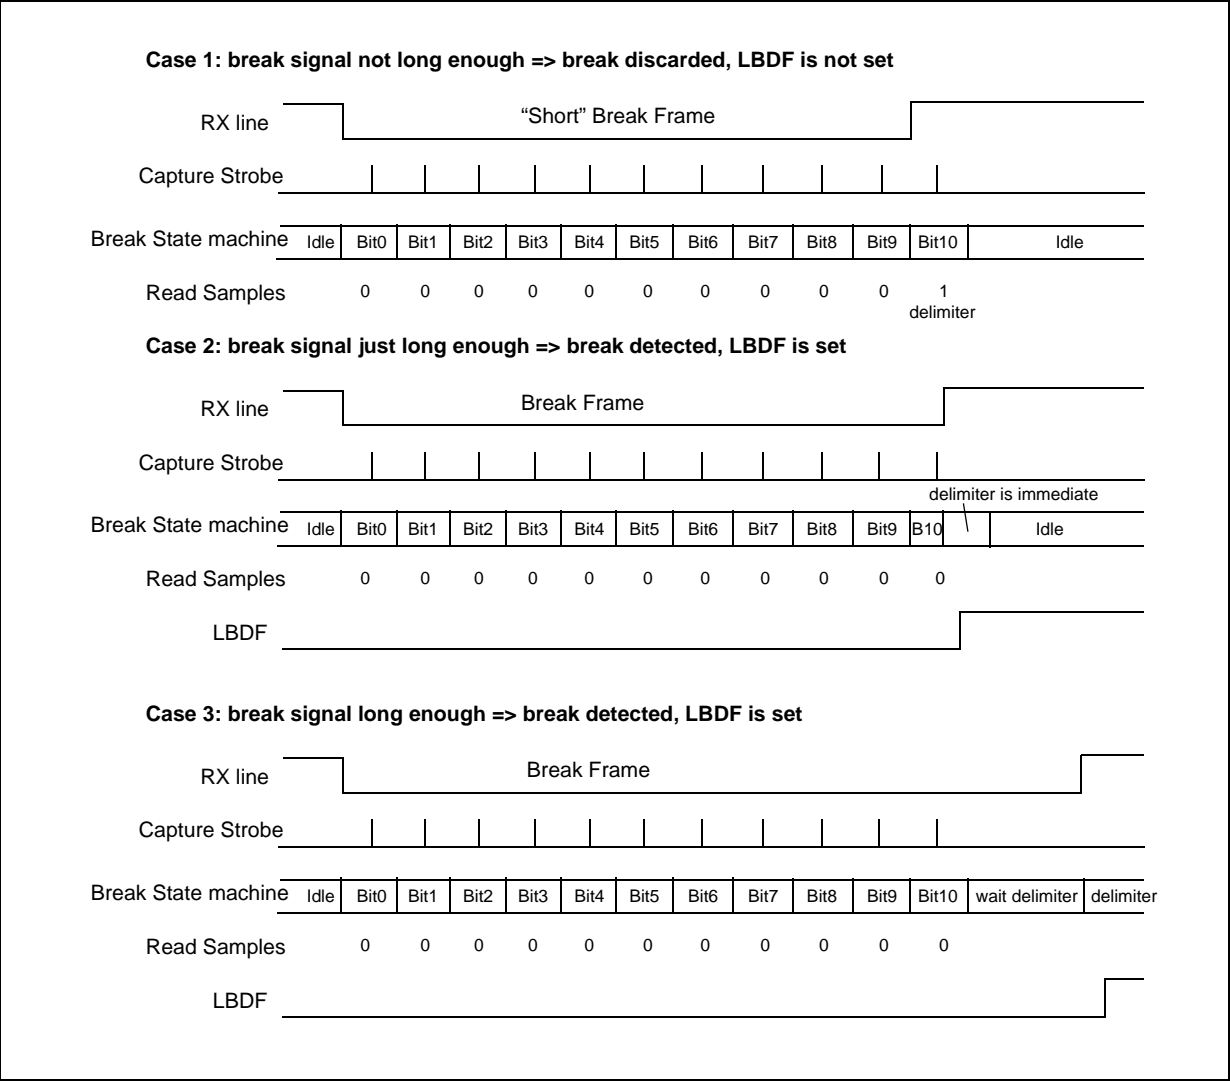 Case 1: break signal not long enough => break discarded, LBDF is not set
RX line
“Short” Break Frame
Capture Strobe
Break State machine Idle Bit0 Bit1 Bit2 Bit3 Bit4 Bit5 Bit6 Bit7 Bit8 Bit9 Bit10 Idle
Read Samples 0 0 0 0 0 0 0 0 0 0 1
delimiter
Case 2: break signal just long enough => break detected, LBDF is set
RX line
Break Frame
Capture Strobe
delimiter is immediate
Break State machine Idle Bit0 Bit1 Bit2 Bit3 Bit4 Bit5 Bit6 Bit7 Bit8 Bit9 B10 Idle
Read Samples 0 0 0 0 0 0 0 0 0 0 0
LBDF
Case 3: break signal long enough => break detected, LBDF is set
RX line
Break Frame
Capture Strobe
Break State machine Idle Bit0 Bit1 Bit2 Bit3 Bit4 Bit5 Bit6 Bit7 Bit8 Bit9 Bit10 wait delimiter delimiter
Read Samples 0 0 0 0 0 0 0 0 0 0 0
LBDF